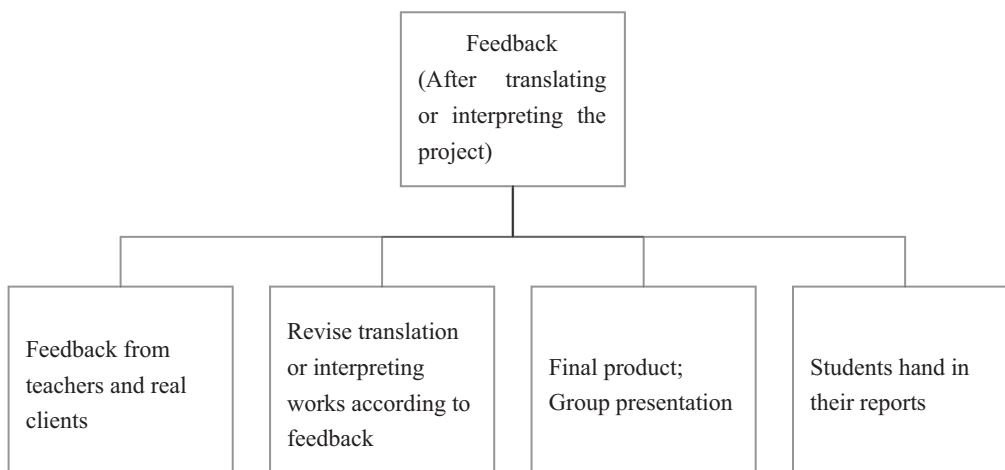 Feedback
(After translating
or interpreting the
project)
Feedback from
teachers and real
clients
Revise translation
or interpreting
works according to
feedback
Final product;
Group presentation
Students hand in
their reports